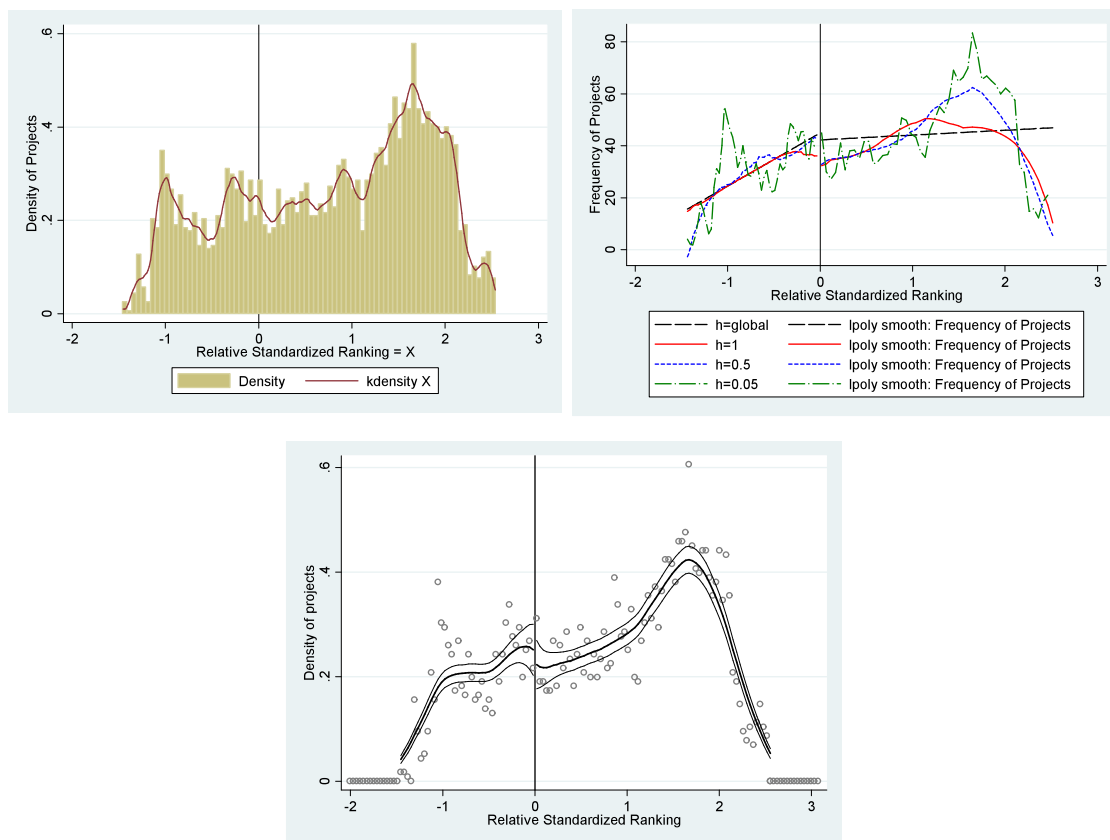 Density of Projects
.6
.4
.2
0
-2 -1 0 1 2 3
Relative Standardized Ranking = X
Density kdensity X
Frequency of Projects
80
60
40
20
0
-2 -1 0 1 2 3
Relative Standardized Ranking
h=global lpoly smooth: Frequency of Projects
h=1 lpoly smooth: Frequency of Projects
h=0.5 lpoly smooth: Frequency of Projects
h=0.05 lpoly smooth: Frequency of Projects
Density of projects
.6
.4
.2
0
-2 -1 0 1 2 3
Relative Standardized Ranking